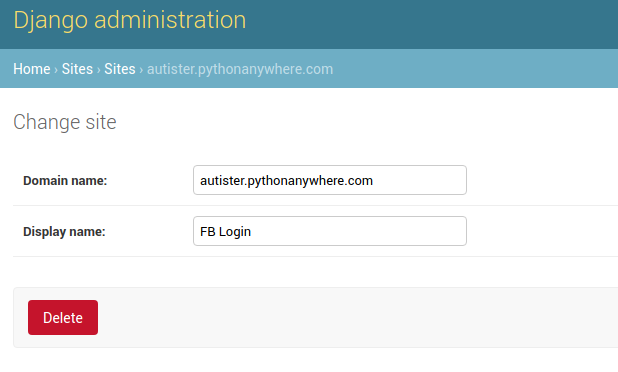 Django administration
Home › Sites › Sites › autister.pythonanywhere.com
Change site
Domain name: autister.pythonanywhere.com
Display name: FB Login
Delete